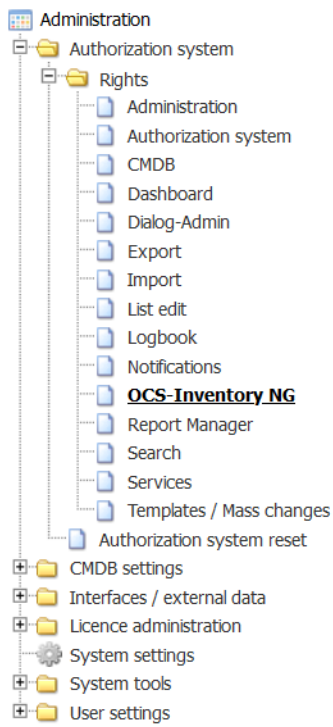 Administration
Authorization system
Rights
Administration
Authorization system
CMDB
Dashboard
Dialog-Admin
Export
Import
List edit
Logbook
Notifications
OCS-Inventory NG
Report Manager
Search
Services
Templates / Mass changes
Authorization system reset
CMDB settings
Interfaces / external data
Licence administration
System settings
System tools
User settings